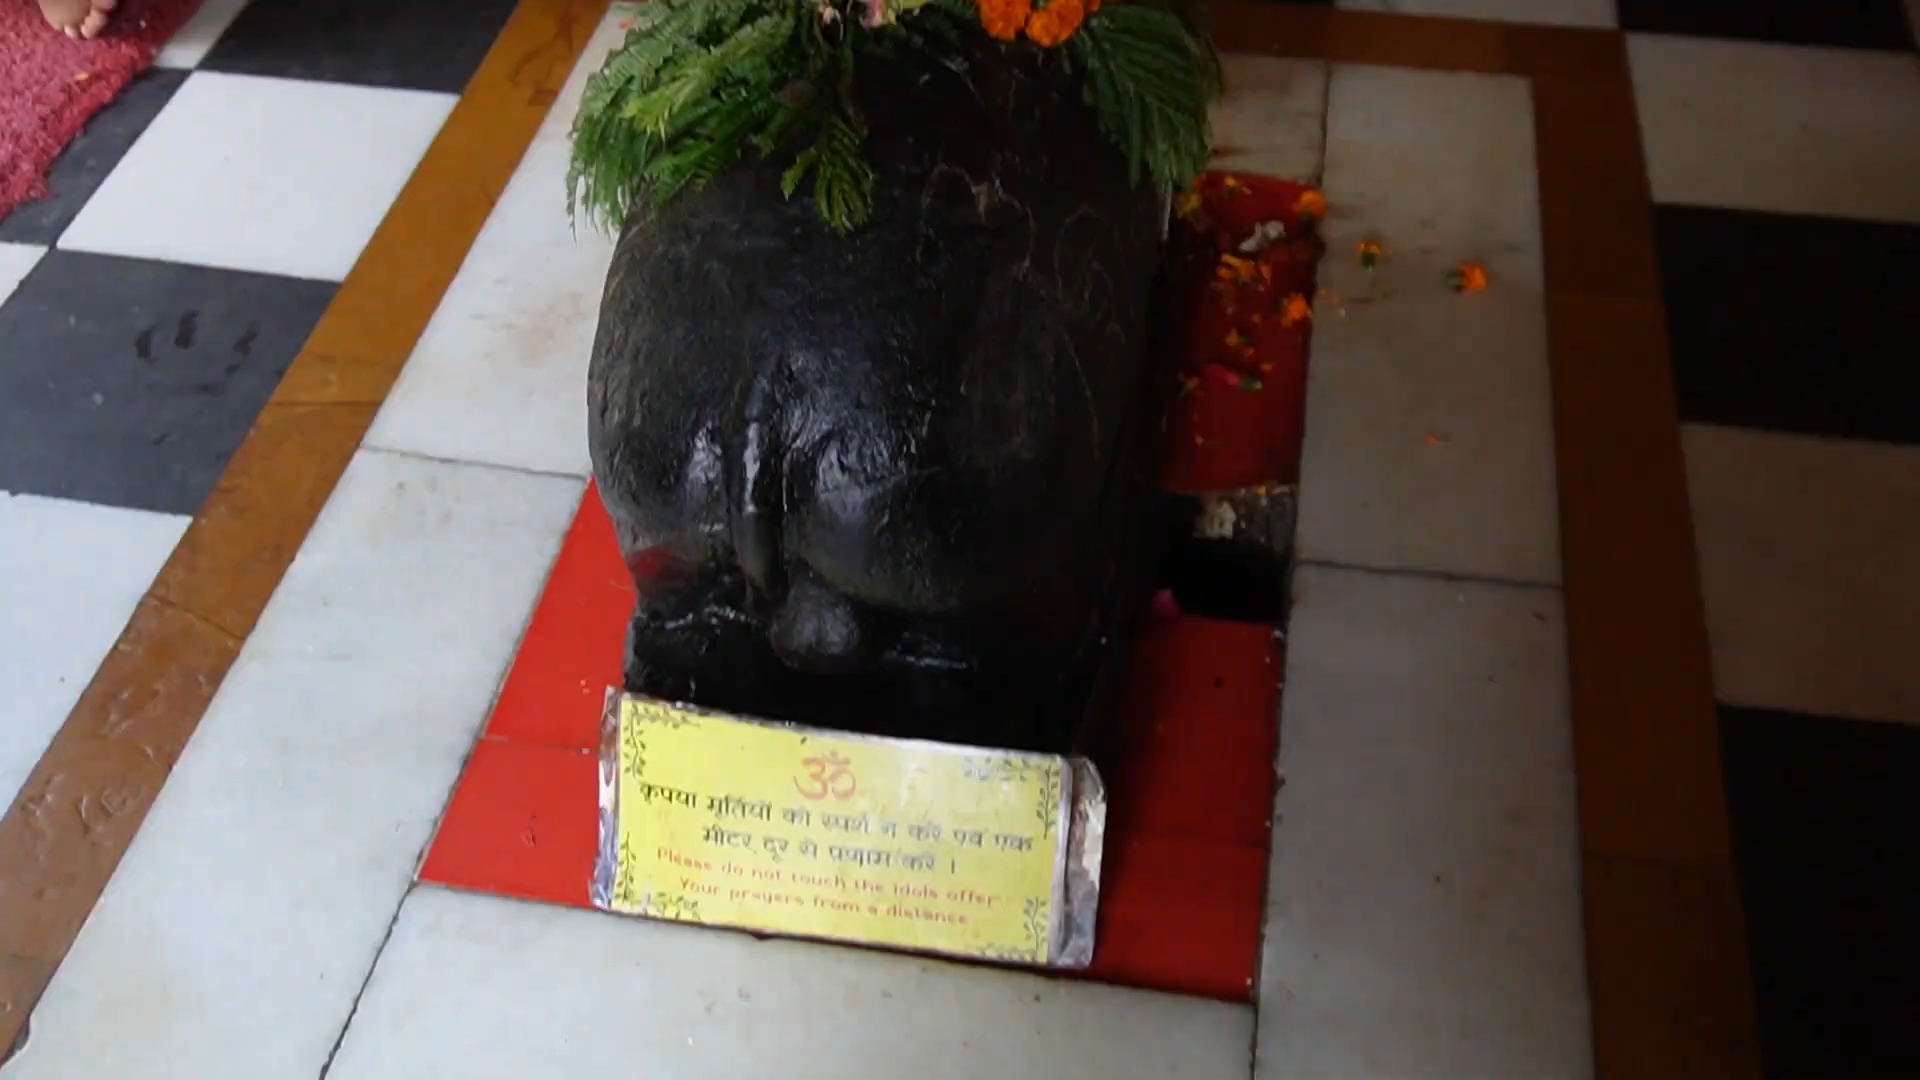 ॐ
कृपया मूर्तियों को स्पर्श न करें एवं एक
मीटर दूर से प्रणाम करें ।
Please do not touch the idols offer
Your prayers from a distance